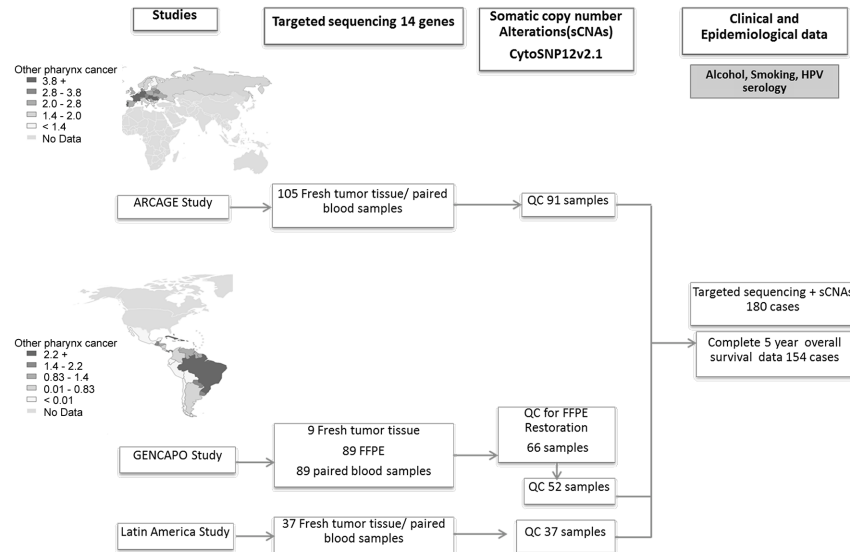 Studies
Targeted sequencing 14 genes
Somatic copy number
Alterations(sCNAs)
CytoSNP12v2.1
Clinical and
Epidemiological data
Alcohol, Smoking, HPV
serology
Other pharynx cancer
3.8 +
2.8 - 3.8
2.0 - 2.8
1.4 - 2.0
< 1.4
No Data
ARCAGE Study
105 Fresh tumor tissue/ paired
blood samples
QC 91 samples
Targeted sequencing + sCNAs
180 cases
Complete 5 year overall
survival data 154 cases
Other pharynx cancer
2.2 +
1.4 - 2.2
0.83 - 1.4
0.01 - 0.83
< 0.01
No Data
GENCAPO Study
9 Fresh tumor tissue
89 FFPE
89 paired blood samples
QC for FFPE
Restoration
66 samples
QC 52 samples
Latin America Study
37 Fresh tumor tissue/ paired
blood samples
QC 37 samples